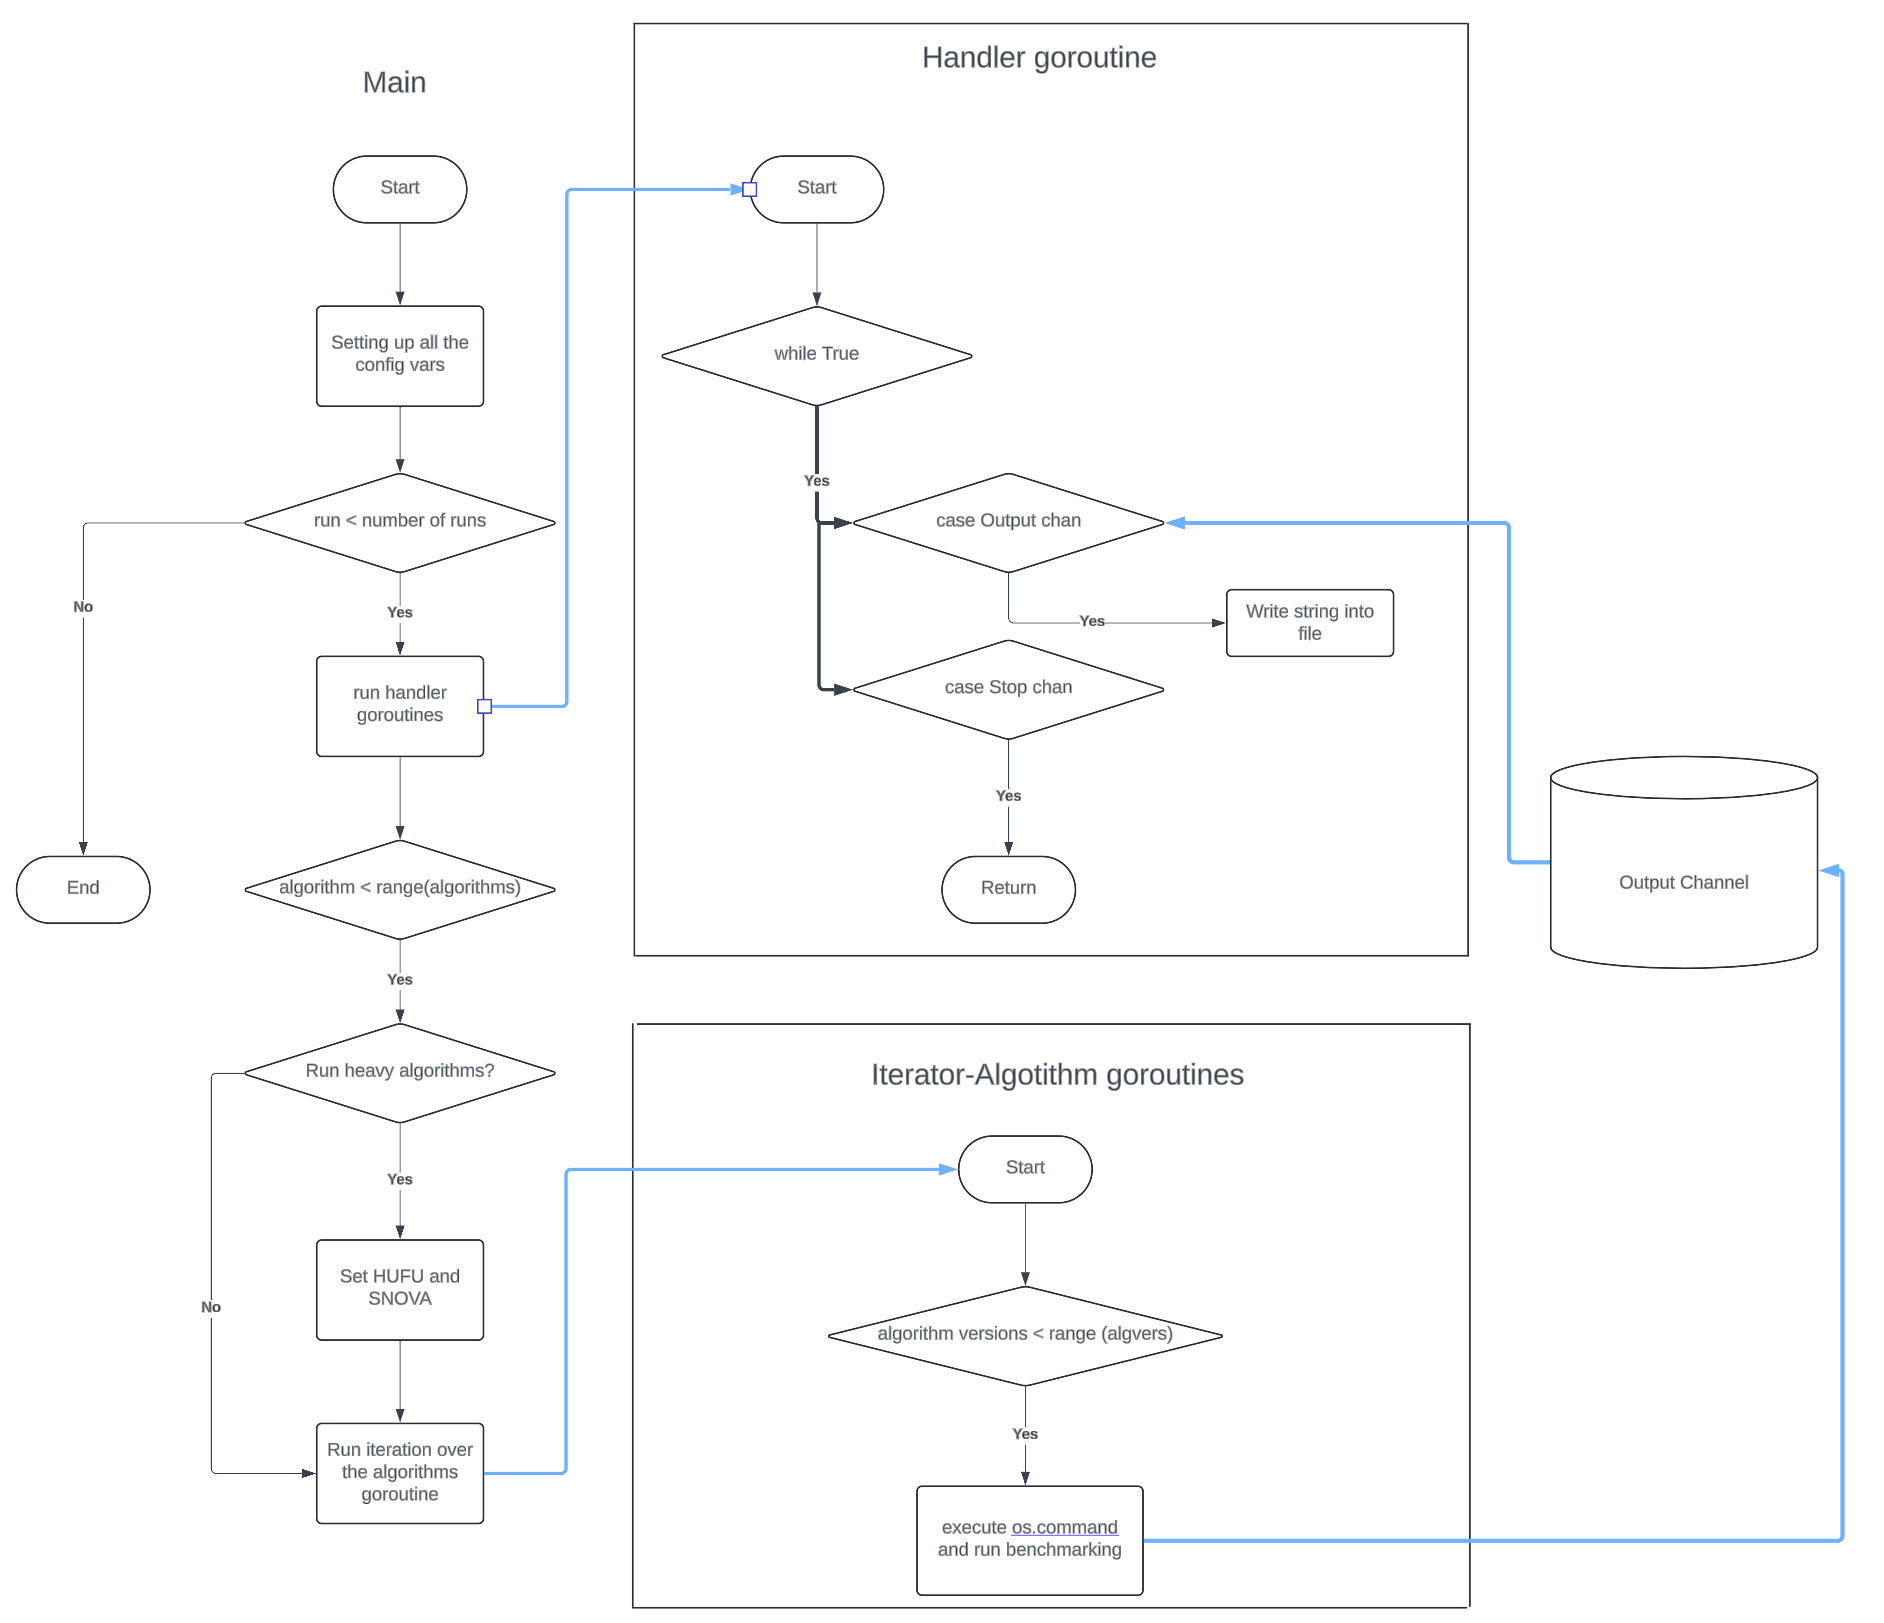 Main
Start
Setting up all the
config vars
run < number of runs
No
Yes
End
run handler
goroutines
algorithm < range(algorithms)
Yes
Run heavy algorithms?
Yes
No
Set HUFU and
SNOVA
Run iteration over
the algorithms
goroutine
Handler goroutine
Start
while True
Yes
case Output chan
Yes
Write string into
file
case Stop chan
Yes
Return
Output Channel
Iterator-Algotithm goroutines
Start
algorithm versions < range (algvers)
Yes
execute os.command
and run benchmarking